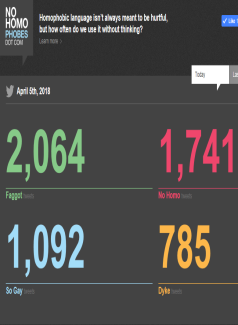 NO
HOMO
PHOBES
DOT COM
Homophobic language isn't always meant to be hurtful,
but how often do we use it without thinking?
Learn more ›
Like
Today
La
April 5th, 2018
2,064
Faggot tweets
1,741
No Homo tweets
1,092
So Gay tweets
785
Dyke tweets